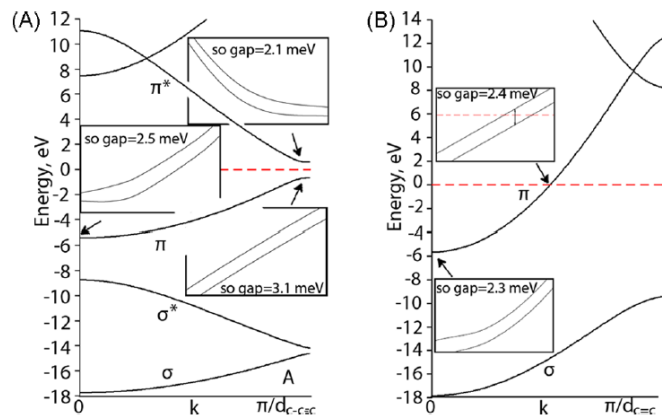 (A)
12
10
8
6
4
2
0
-2
-4
-6
-8
-10
-12
-14
-16
-18
Energy, eV
π*
so gap=2.1 meV
so gap=2.5 meV
π
so gap=3.1 meV
σ*
σ
A
0
k
π/d_C-C≡C
(B)
14
12
10
8
6
4
2
0
-2
-4
-6
-8
-10
-12
-14
-16
-18
Energy, eV
so gap=2.4 meV
π
so gap=2.3 meV
σ
0
k
π/d_C=C